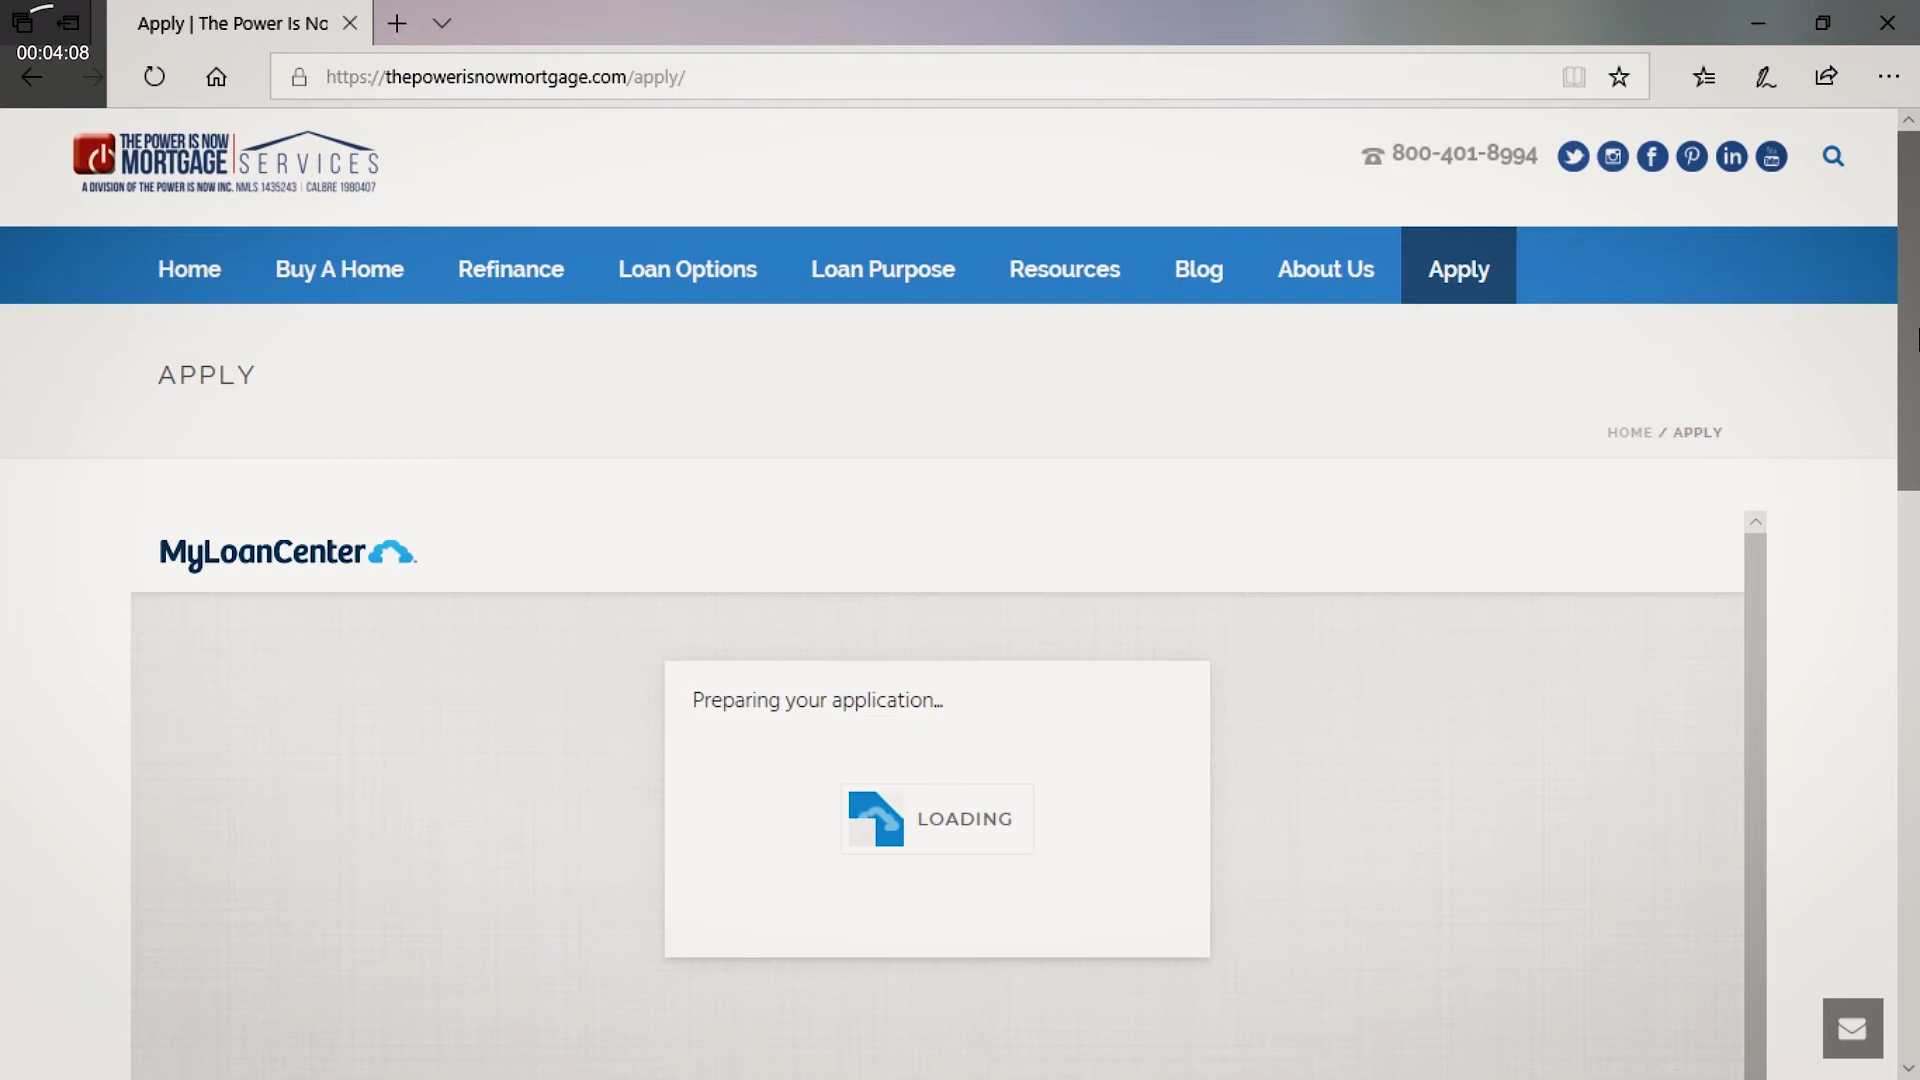 Apply | The Power Is No
00:04:08
https://thepowerisnowmortgage.com/apply/
THE POWER IS NOW
MORTGAGE SERVICES
A DIVISION OF THE POWER IS NOW INC. NMLS 1435243 | CALBRE 1980407
800-401-8994
You
Tube
Home Buy A Home Refinance Loan Options Loan Purpose Resources Blog About Us Apply
APPLY
HOME / APPLY
MyLoanCenter
Preparing your application...
LOADING